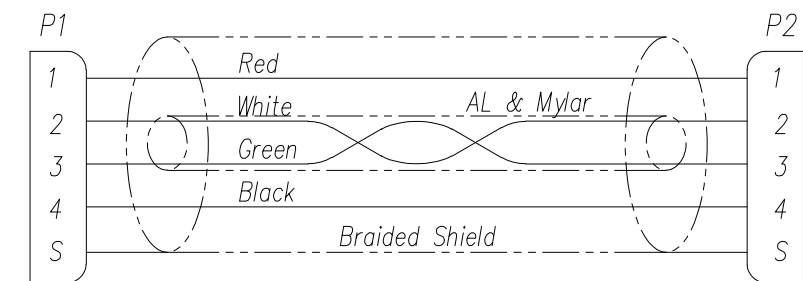 P1 P2
1 Red 1
2 White AL & Mylar 2
3 Green 3
4 Black 4
S Braided Shield S